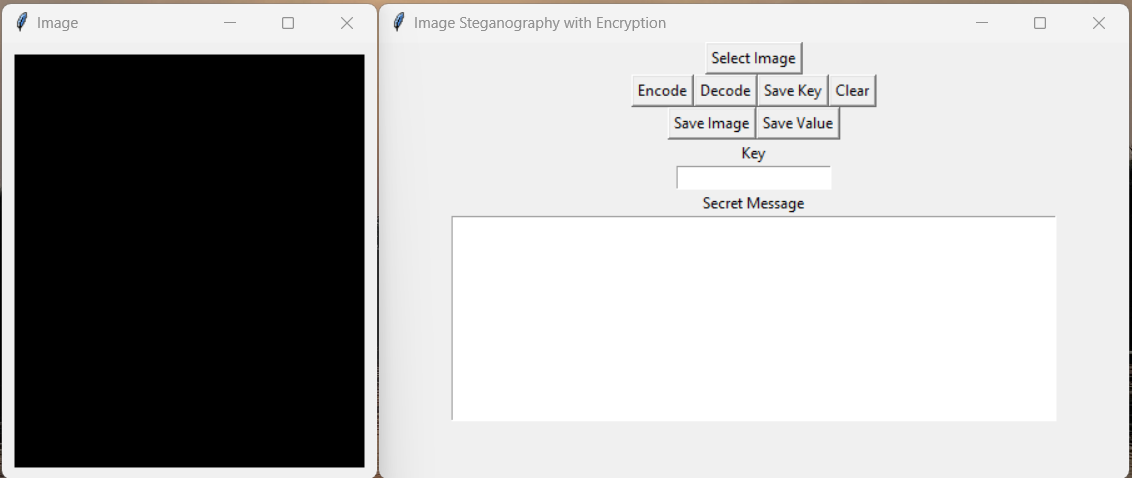 Image
Image Steganography with Encryption
Select Image
Encode Decode Save Key Clear
Save Image Save Value
Key
Secret Message